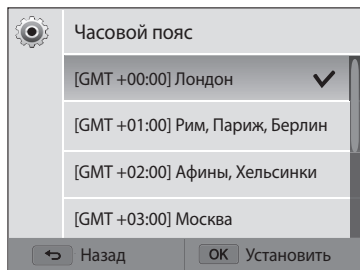 Часовой пояс
[GMT +00:00] Лондон
[GMT +01:00] Рим, Париж, Берлин
[GMT +02:00] Афины, Хельсинки
[GMT +03:00] Москва
Назад OK Установить